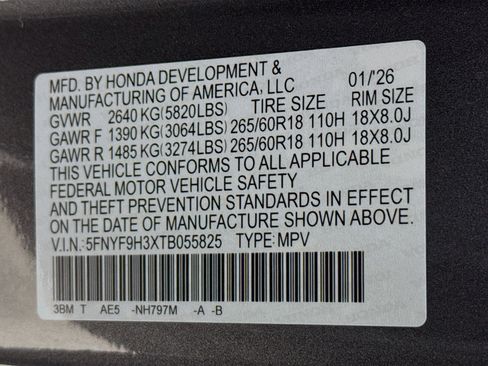 MFD. BY HONDA DEVELOPMENT &
MANUFACTURING OF AMERICA, LLC 01/'26
GVWR 2640 KG(5820LBS) TIRE SIZE RIM SIZE
GAWR F 1390 KG(3064LBS) 265/60R18 110H 18X8.0J
GAWR R 1485 KG(3274LBS) 265/60R18 110H 18X8.0J
THIS VEHICLE CONFORMS TO ALL APPLICABLE
FEDERAL MOTOR VEHICLE SAFETY
AND THEFT PREVENTION STANDARDS IN EFFECT
ON THE DATE OF MANUFACTURE SHOWN ABOVE.
V.I.N.:5FNYF9H3XTB055825 TYPE:MPV
3BM T AE5 -NH797M -A -B